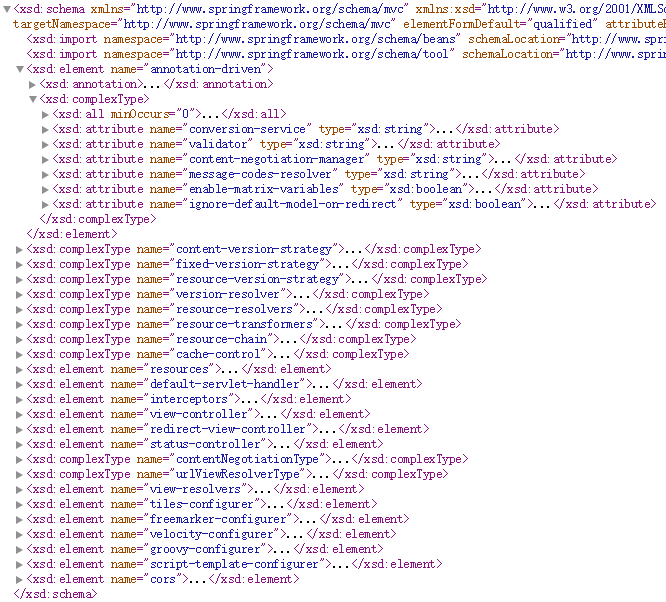 <xsd:schema xmlns="http://www.springframework.org/schema/mvc" xmlns:xsd="http://www.w3.org/2001/XMLSc
targetNamespace="http://www.springframework.org/schema/mvc" elementFormDefault="qualified" attributeF
<xsd:import namespace="http://www.springframework.org/schema/beans" schemaLocation="http://www.spring
<xsd:import namespace="http://www.springframework.org/schema/tool" schemaLocation="http://www.spring
<xsd:element name="annotation-driven">
<xsd:annotation>...</xsd:annotation>
<xsd:complexType>
<xsd:all minOccurs="0">...</xsd:all>
<xsd:attribute name="conversion-service" type="xsd:string">...</xsd:attribute>
<xsd:attribute name="validator" type="xsd:string">...</xsd:attribute>
<xsd:attribute name="content-negotiation-manager" type="xsd:string">...</xsd:attribute>
<xsd:attribute name="message-codes-resolver" type="xsd:string">...</xsd:attribute>
<xsd:attribute name="enable-matrix-variables" type="xsd:boolean">...</xsd:attribute>
<xsd:attribute name="ignore-default-model-on-redirect" type="xsd:boolean">...</xsd:attribute>
</xsd:complexType>
</xsd:element>
<xsd:complexType name="content-version-strategy">...</xsd:complexType>
<xsd:complexType name="fixed-version-strategy">...</xsd:complexType>
<xsd:complexType name="resource-version-strategy">...</xsd:complexType>
<xsd:complexType name="version-resolver">...</xsd:complexType>
<xsd:complexType name="resource-resolvers">...</xsd:complexType>
<xsd:complexType name="resource-transformers">...</xsd:complexType>
<xsd:complexType name="resource-chain">...</xsd:complexType>
<xsd:complexType name="cache-control">...</xsd:complexType>
<xsd:element name="resources">...</xsd:element>
<xsd:element name="default-servlet-handler">...</xsd:element>
<xsd:element name="interceptors">...</xsd:element>
<xsd:element name="view-controller">...</xsd:element>
<xsd:element name="redirect-view-controller">...</xsd:element>
<xsd:element name="status-controller">...</xsd:element>
<xsd:complexType name="contentNegotiationType">...</xsd:complexType>
<xsd:complexType name="urlViewResolverType">...</xsd:complexType>
<xsd:element name="view-resolvers">...</xsd:element>
<xsd:element name="tiles-configurer">...</xsd:element>
<xsd:element name="freemarker-configurer">...</xsd:element>
<xsd:element name="velocity-configurer">...</xsd:element>
<xsd:element name="groovy-configurer">...</xsd:element>
<xsd:element name="script-template-configurer">...</xsd:element>
<xsd:element name="cors">...</xsd:element>
</xsd:schema>